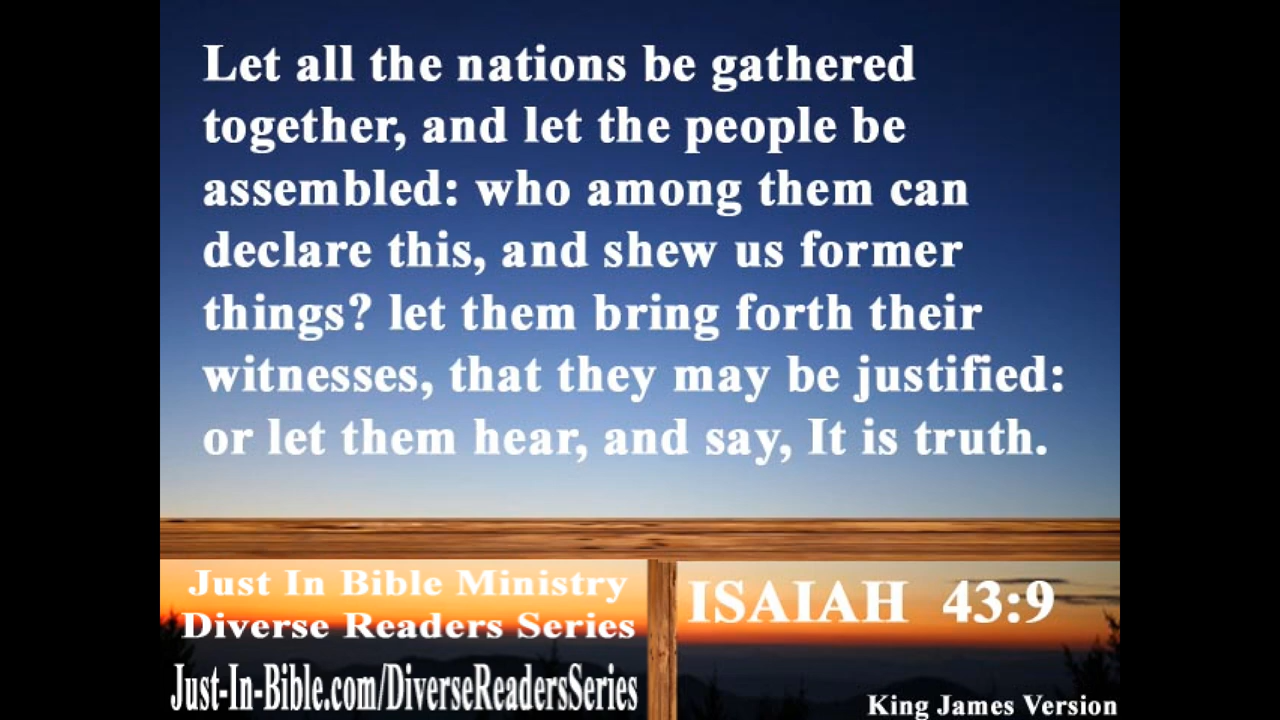 Let all the nations be gathered
together, and let the people be
assembled: who among them can
declare this, and shew us former
things? let them bring forth their
witnesses, that they may be justified:
or let them hear, and say, It is truth.
Just In Bible Ministry
Diverse Readers Series
Just-In-Bible.com/DiverseReadersSeries
ISAIAH 43:9
King James Version